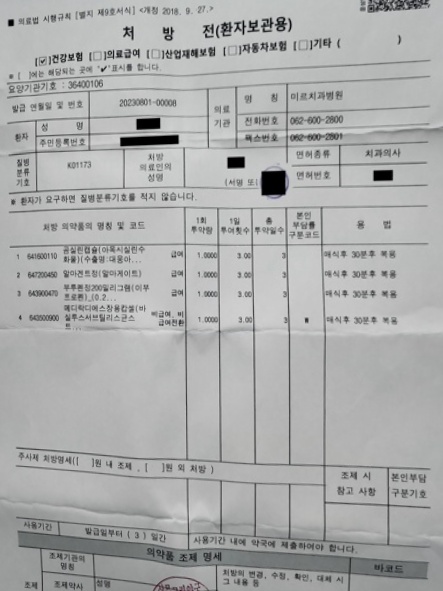 ■ 의료법 시행규칙 [별지 제9호서식] <개정 2018. 9. 27.>
처 방 전(환자보관용)
[✔]건강보험 [ ]의료급여 [ ]산업재해보험 [ ]자동차보험 [ ]기타 ( )
※ [ ]에는 해당되는 곳에 "✔"표시를 합니다.
요양기관기호 : 36400106
발급 연월일 및 번호 20230801-00008 의료기관 명 칭 미르치과병원
환자 성 명 전화번호 062-600-2800
주민등록번호 팩스번호 062-600-2801
질병분류기호 K01173 처방의료인의성명 (서명 또 면허종류 치과의사
면허번호
※ 환자가 요구하면 질병분류기호를 적지 않습니다.
처방 의약품의 명칭 및 코드 1회투약량 1일투여횟수 총투약일수 본인부담률구분코드 용 법
1 641600110 곰실린캡슐(아목시실린수화물)(수출명:대웅아... 급여 1.0000 3.00 3 매식후 30분후 복용
2 647200450 알마겐트정(알마게이트) 급여 1.0000 3.00 3 매식후 30분후 복용
3 643900470 부루펜정200밀리그램(이부프로펜)_(0.2... 급여 1.0000 3.00 3 매식후 30분후 복용
4 643500900 메디락디에스장용캡셀(바실루스서브틸리스균스 비급여, 비급여전환 1.0000 3.00 3 W 매식후 30분후 복용
주사제 처방명세([ ]원 내 조제 , [ ]원 외 처방 )
조제 시 참고 사항 본인부담 구분기호
사용기간 발급일부터 ( 3 ) 일간 사용기간 내에 약국에 제출하여야 합니다.
의약품 조제 명세 바코드
조제기관의 명칭 처방의 변경, 수정, 확인, 대체 시 그 내용 등
조제 조제약사 성명